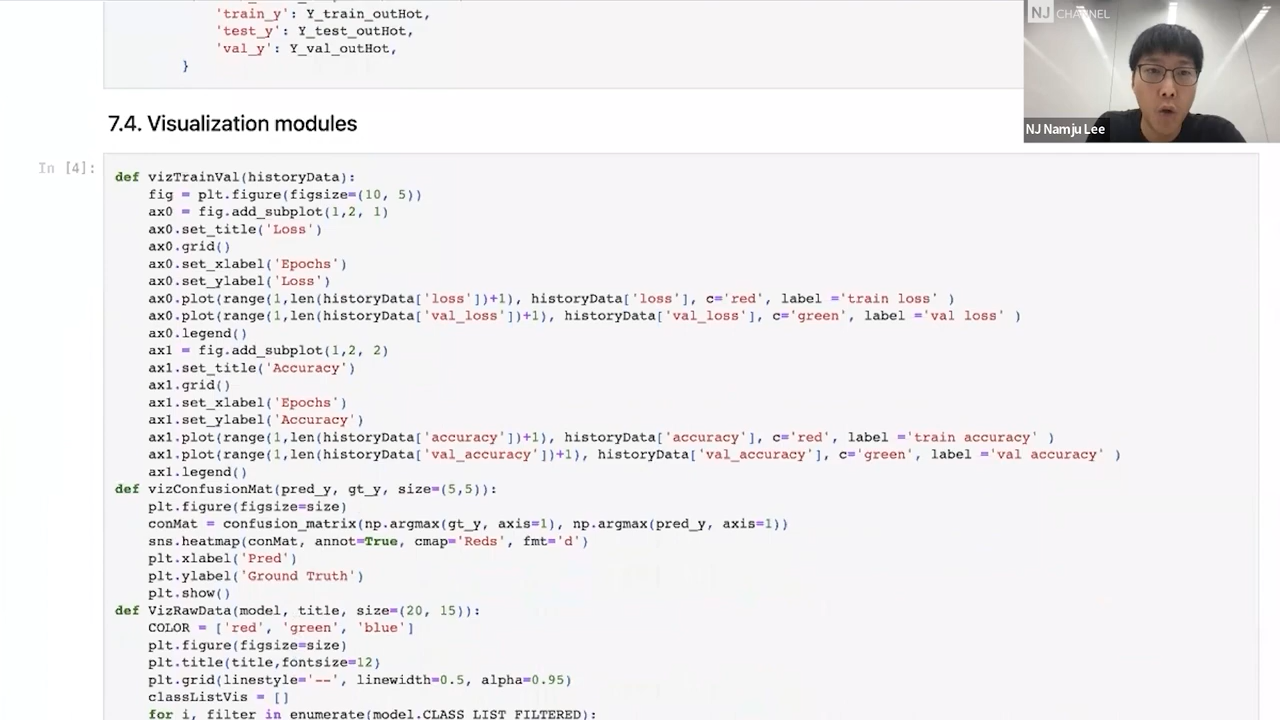 'train_y': Y_train_outHot,
'test_y': Y_test_outHot,
'val_y': Y_val_outHot,
}
NJ CHANNEL
NJ Namju Lee
7.4. Visualization modules
In [4]:
def vizTrainVal(historyData):
fig = plt.figure(figsize=(10, 5))
ax0 = fig.add_subplot(1,2, 1)
ax0.set_title('Loss')
ax0.grid()
ax0.set_xlabel('Epochs')
ax0.set_ylabel('Loss')
ax0.plot(range(1,len(historyData['loss'])+1), historyData['loss'], c='red', label ='train loss' )
ax0.plot(range(1,len(historyData['val_loss'])+1), historyData['val_loss'], c='green', label ='val loss' )
ax0.legend()
ax1 = fig.add_subplot(1,2, 2)
ax1.set_title('Accuracy')
ax1.grid()
ax1.set_xlabel('Epochs')
ax1.set_ylabel('Accuracy')
ax1.plot(range(1,len(historyData['accuracy'])+1), historyData['accuracy'], c='red', label ='train accuracy' )
ax1.plot(range(1,len(historyData['val_accuracy'])+1), historyData['val_accuracy'], c='green', label ='val accuracy' )
ax1.legend()
def vizConfusionMat(pred_y, gt_y, size=(5,5)):
plt.figure(figsize=size)
conMat = confusion_matrix(np.argmax(gt_y, axis=1), np.argmax(pred_y, axis=1))
sns.heatmap(conMat, annot=True, cmap='Reds', fmt='d')
plt.xlabel('Pred')
plt.ylabel('Ground Truth')
plt.show()
def VizRawData(model, title, size=(20, 15)):
COLOR = ['red', 'green', 'blue']
plt.figure(figsize=size)
plt.title(title,fontsize=12)
plt.grid(linestyle='--', linewidth=0.5, alpha=0.95)
classListVis = []
for i, filter in enumerate(model.CLASS_LIST_FILTERED):